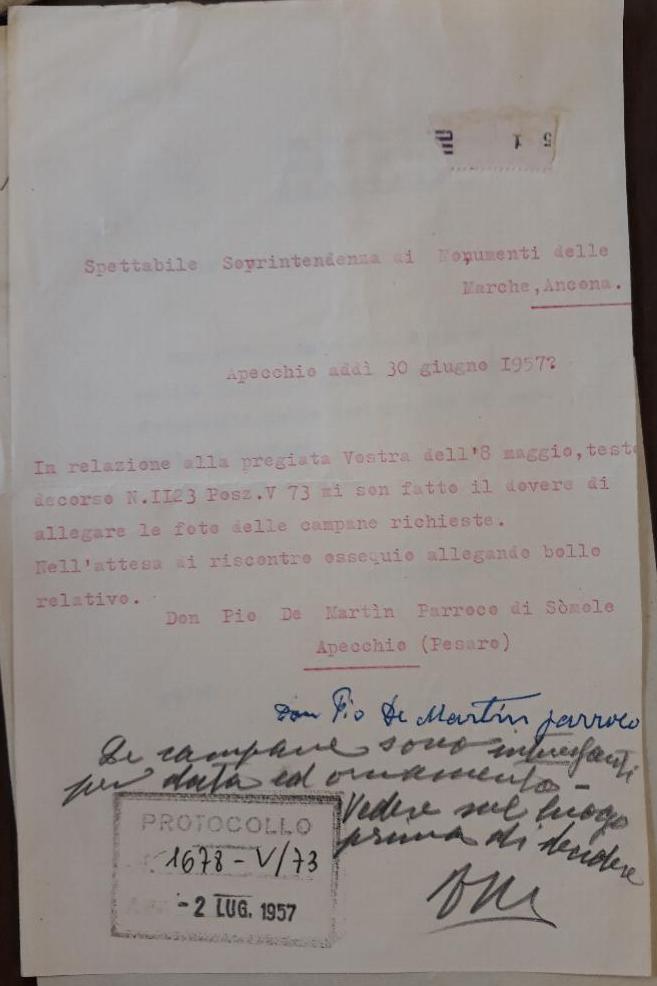 5 1
Spettabile Soprintendenza ai Monumenti delle
Marche,Ancona.
Apecchio addì 30 giugno I957?
In relazione alla pregiata Vostra dell'8 maggio,teste
decorso N.II23 Posz.V 73 mi son fatto il dovere di
allegare le foto delle campane richieste.
Nell'attesa di riscontro ossequio allegando bollo
relativo.
Don Pio De Martìn Parroco di Sòmole
Apecchio (Pesaro)
Don Pio De Martin parroco
Le campane sono interessanti
per data ed ornamento -
Vedere sul luogo
prima di decidere
PROTOCOLLO
1678-V/73
-2 LUG. 1957